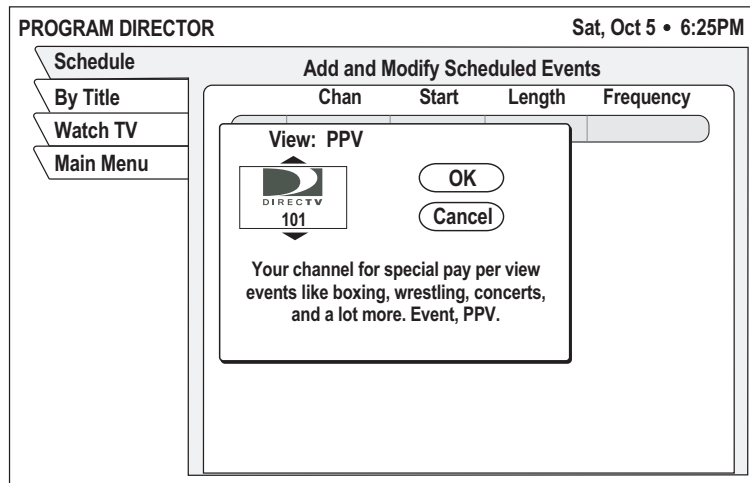 PROGRAM DIRECTOR
Sat, Oct 5 • 6:25PM
Schedule
By Title
Watch TV
Main Menu
Add and Modify Scheduled Events
Chan Start Length Frequency
View: PPV
DIRECTV
101
OK
Cancel
Your channel for special pay per view
events like boxing, wrestling, concerts,
and a lot more. Event, PPV.